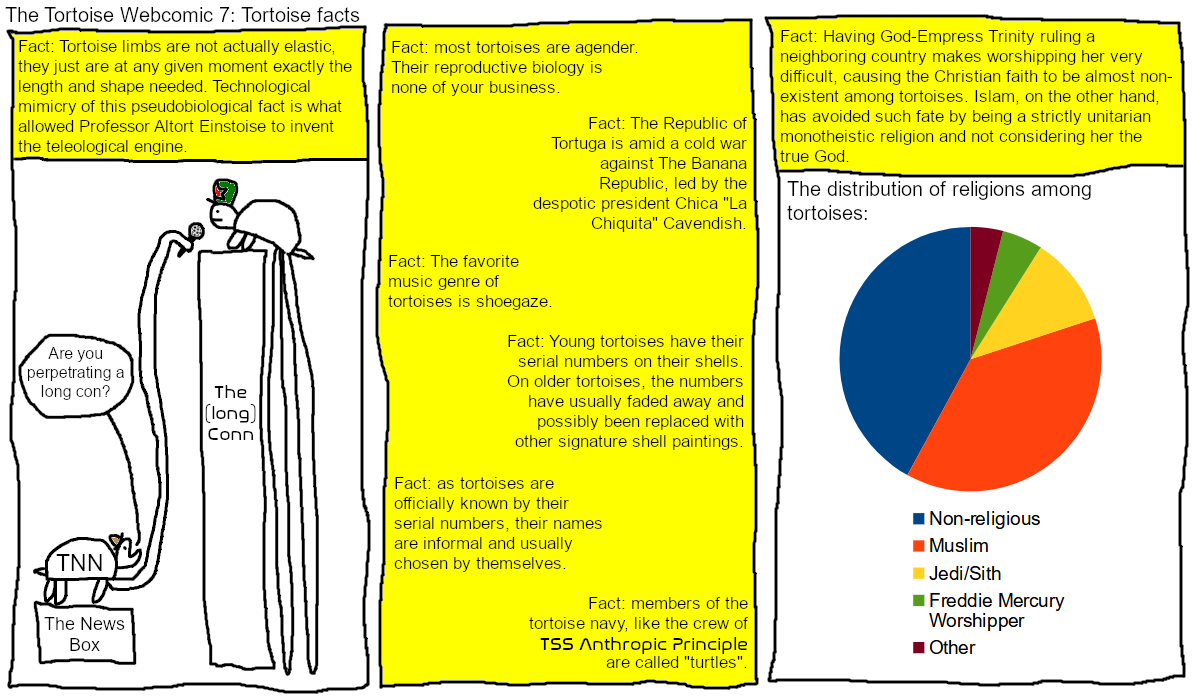 The Tortoise Webcomic 7: Tortoise facts
Fact: Tortoise limbs are not actually elastic,
they just are at any given moment exactly the
length and shape needed. Technological
mimicry of this pseudobiological fact is what
allowed Professor Altort Einstoise to invent
the teleological engine.
Are you
perpetrating a
long con?
The
(long)
Conn
TNN
The News
Box
Fact: most tortoises are agender.
Their reproductive biology is
none of your business.
Fact: The Republic of
Tortuga is amid a cold war
against The Banana
Republic, led by the
despotic president Chica "La
Chiquita" Cavendish.
Fact: The favorite
music genre of
tortoises is shoegaze.
Fact: Young tortoises have their
serial numbers on their shells.
On older tortoises, the numbers
have usually faded away and
possibly been replaced with
other signature shell paintings.
Fact: as tortoises are
officially known by their
serial numbers, their names
are informal and usually
chosen by themselves.
Fact: members of the
tortoise navy, like the crew of
TSS Anthropic Principle
are called "turtles".
Fact: Having God-Empress Trinity ruling a
neighboring country makes worshipping her very
difficult, causing the Christian faith to be almost non-
existent among tortoises. Islam, on the other hand,
has avoided such fate by being a strictly unitarian
monotheistic religion and not considering her the
true God.
The distribution of religions among
tortoises:
Non-religious
Muslim
Jedi/Sith
Freddie Mercury
Worshipper
Other